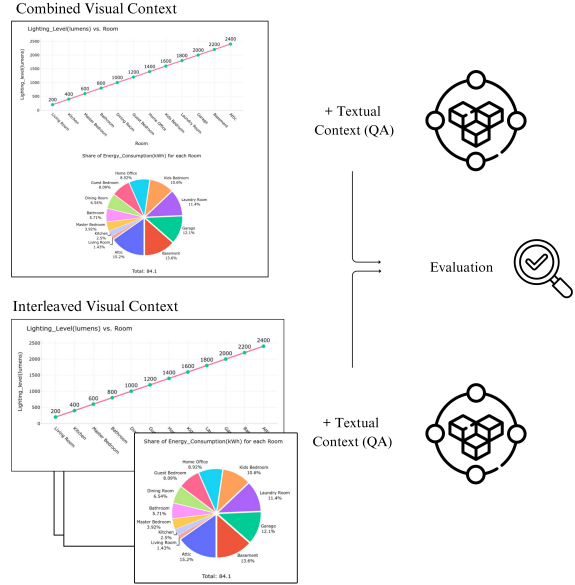 Combined Visual Context
Lighting_Level(lumens) vs. Room
Lighting_level(lumens)
2500
2000
1500
1000
500
0
200
400
600
800
1000
1200
1400
1600
1800
2000
2200
2400
Living Room
Kitchen
Master Bedroom
Bathroom
Dining Room
Guest Bedroom
Home Office
Kids Bedroom
Laundry Room
Garage
Basement
Attic
Room
Share of Energy_Consumption(kWh) for each Room
Home Office
8.92%
Kids Bedroom
10.6%
Guest Bedroom
8.09%
Laundry Room
11.4%
Dining Room
6.54%
Bathroom
5.71%
Garage
12.1%
Master Bedroom
3.92%
Kitchen
2.5%
Living Room
1.43%
Attic
15.2%
Basement
13.6%
Total: 84.1
+ Textual
Context (QA)
Evaluation
Interleaved Visual Context
Lighting_Level(lumens) vs. Room
Lighting_level(lumens)
2500
2000
1500
1000
500
0
200
400
600
800
1000
1200
1400
1600
1800
2000
2200
2400
Living Room
Kitchen
Master Bedroom
Bathroom
Share of Energy_Consumption(kWh) for each Room
Home Office
8.92%
Kids Bedroom
10.6%
Guest Bedroom
8.09%
Laundry Room
11.4%
Dining Room
6.54%
Bathroom
5.71%
Garage
12.1%
Master Bedroom
3.92%
Kitchen
2.5%
Living Room
1.43%
Attic
15.2%
Basement
13.6%
Total: 84.1
+ Textual
Context (QA)